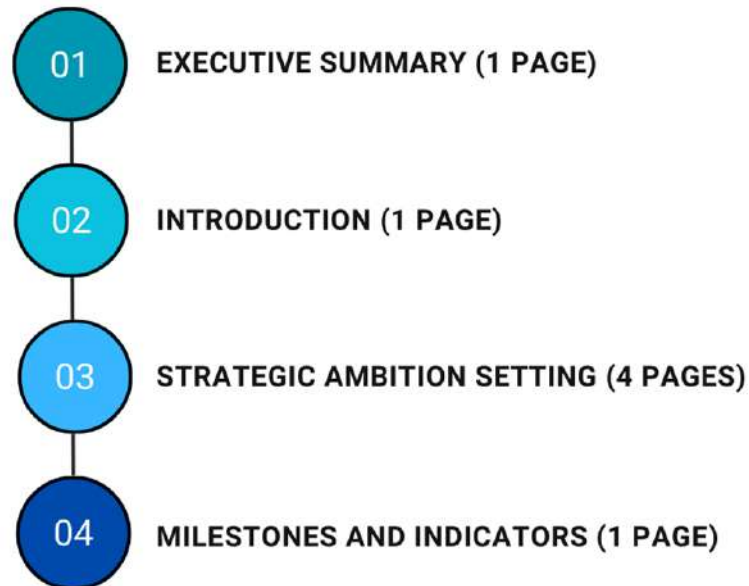 01 EXECUTIVE SUMMARY (1 PAGE)
02 INTRODUCTION (1 PAGE)
03 STRATEGIC AMBITION SETTING (4 PAGES)
04 MILESTONES AND INDICATORS (1 PAGE)